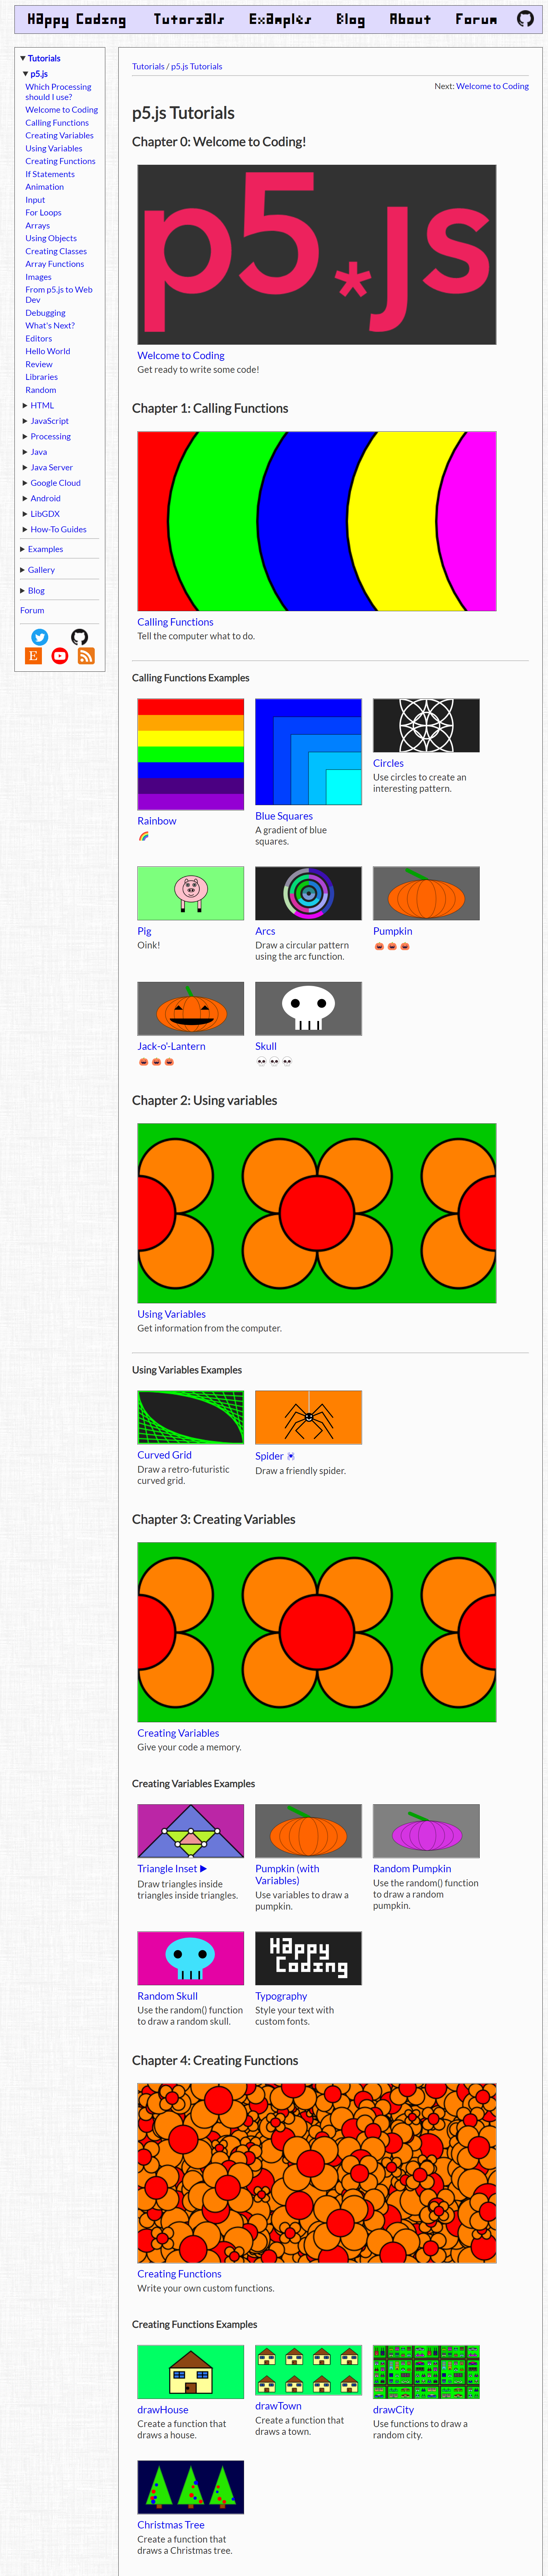 Happy Coding Tutorials Examples Blog About Forum
Tutorials
p5.js
Which Processing
should I use?
Welcome to Coding
Calling Functions
Creating Variables
Using Variables
Creating Functions
If Statements
Animation
Input
For Loops
Arrays
Using Objects
Creating Classes
Array Functions
Images
From p5.js to Web
Dev
Debugging
What's Next?
Editors
Hello World
Review
Libraries
Random
HTML
JavaScript
Processing
Java
Java Server
Google Cloud
Android
LibGDX
How-To Guides
Examples
Gallery
Blog
Forum
E
Tutorials / p5.js Tutorials
Next: Welcome to Coding
p5.js Tutorials
Chapter 0: Welcome to Coding!
p5*js
Welcome to Coding
Get ready to write some code!
Chapter 1: Calling Functions
Calling Functions
Tell the computer what to do.
Calling Functions Examples
Rainbow
🌈
Blue Squares
A gradient of blue
squares.
Circles
Use circles to create an
interesting pattern.
Pig
Oink!
Arcs
Draw a circular pattern
using the arc function.
Pumpkin
🎃 🎃 🎃
Jack-o'-Lantern
🎃 🎃 🎃
Skull
💀 💀 💀
Chapter 2: Using variables
Using Variables
Get information from the computer.
Using Variables Examples
Curved Grid
Draw a retro-futuristic
curved grid.
Spider
Draw a friendly spider.
Chapter 3: Creating Variables
Creating Variables
Give your code a memory.
Creating Variables Examples
Triangle Inset ▶
Draw triangles inside
triangles inside triangles.
Pumpkin (with
Variables)
Use variables to draw a
pumpkin.
Random Pumpkin
Use the random() function
to draw a random
pumpkin.
Random Skull
Use the random() function
to draw a random skull.
Happy
Coding
Typography
Style your text with
custom fonts.
Chapter 4: Creating Functions
Creating Functions
Write your own custom functions.
Creating Functions Examples
drawHouse
Create a function that
draws a house.
drawTown
Create a function that
draws a town.
drawCity
Use functions to draw a
random city.
Christmas Tree
Create a function that
draws a Christmas tree.